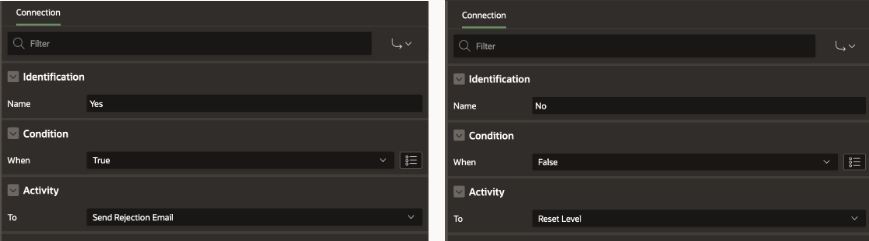 Connection
Filter
Identification
Name Yes
Condition
When True
Activity
To Send Rejection Email
Connection
Filter
Identification
Name No
Condition
When False
Activity
To Reset Level